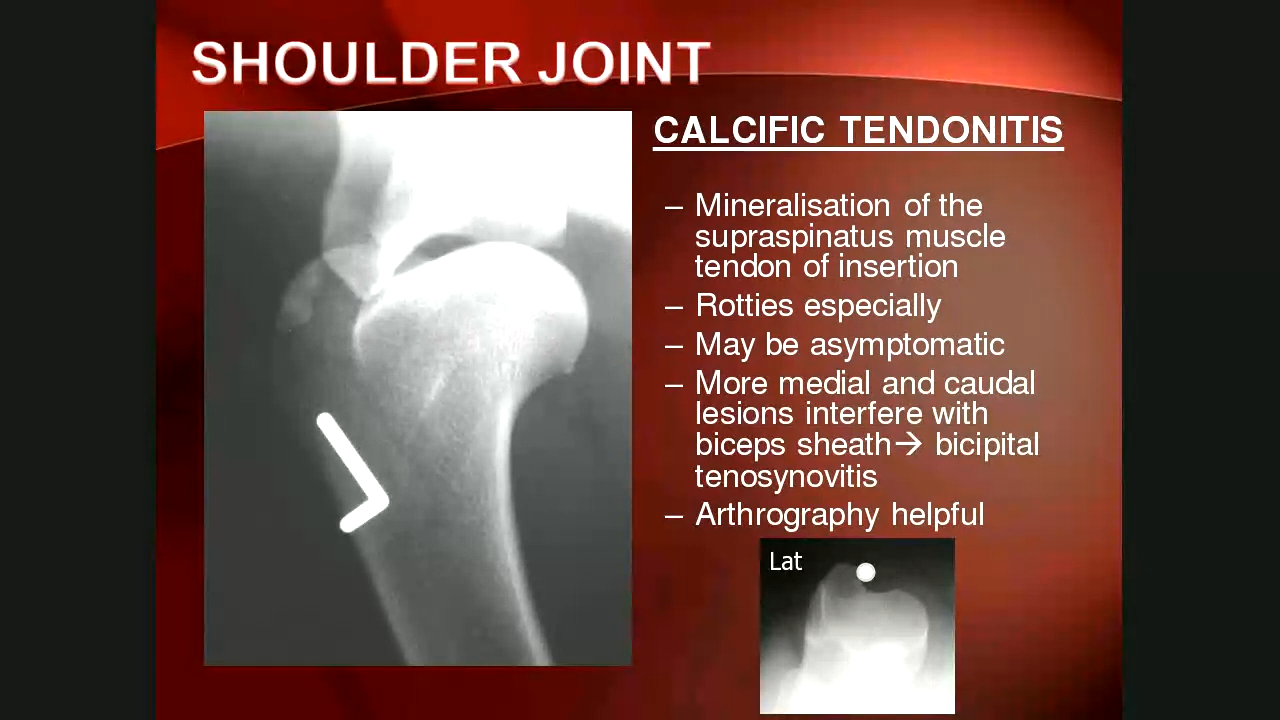 SHOULDER JOINT
CALCIFIC TENDONITIS
– Mineralisation of the
supraspinatus muscle
tendon of insertion
– Rotties especially
– May be asymptomatic
– More medial and caudal
lesions interfere with
biceps sheath→ bicipital
tenosynovitis
– Arthrography helpful
Lat